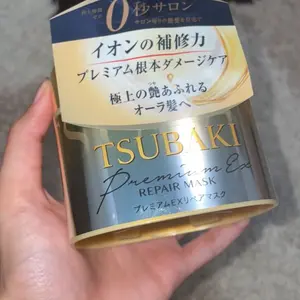 0秒サロン
イオンの補修力
プレミアム根本ダメージケア
極上の艶あふれる
オーラ髪へ
TSUBAKI
Premium Ex
REPAIR MASK
プレミアムEXリペアマスク